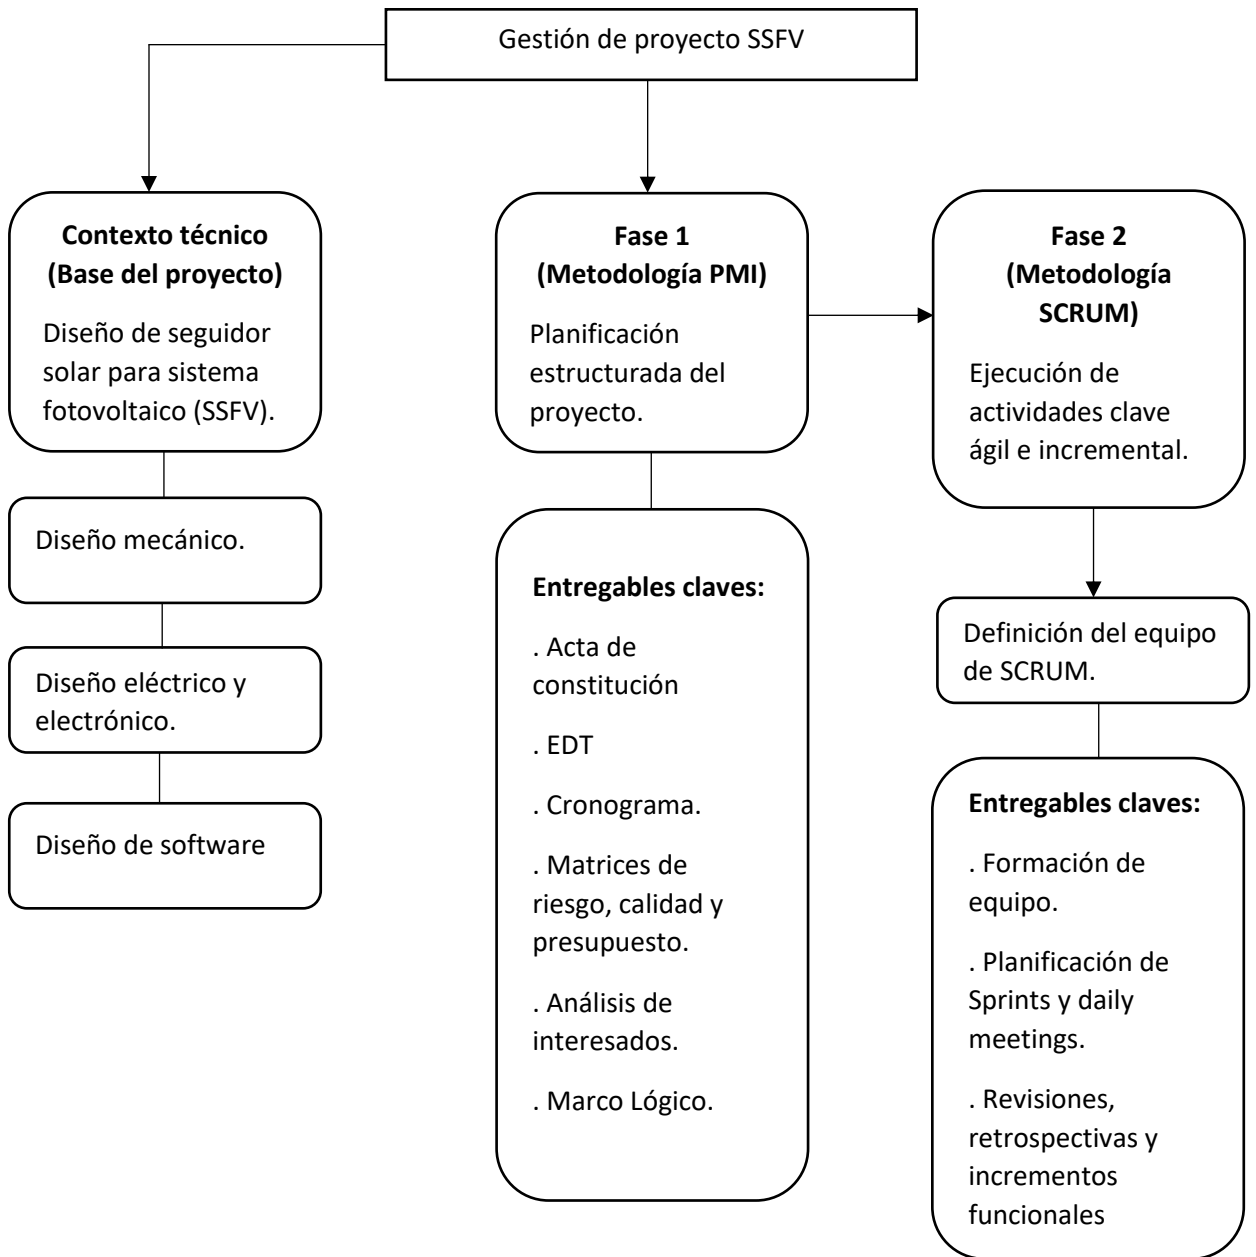 Gestión de proyecto SSFV
Contexto técnico
(Base del proyecto)
Diseño de seguidor
solar para sistema
fotovoltaico (SSFV).
Diseño mecánico.
Diseño eléctrico y
electrónico.
Diseño de software
Fase 1
(Metodología PMI)
Planificación
estructurada del
proyecto.
Entregables claves:
. Acta de
constitución
. EDT
. Cronograma.
. Matrices de
riesgo, calidad y
presupuesto.
. Análisis de
interesados.
. Marco Lógico.
Fase 2
(Metodología
SCRUM)
Ejecución de
actividades clave
ágil e incremental.
Definición del equipo
de SCRUM.
Entregables claves:
. Formación de
equipo.
. Planificación de
Sprints y daily
meetings.
. Revisiones,
retrospectivas y
incrementos
funcionales